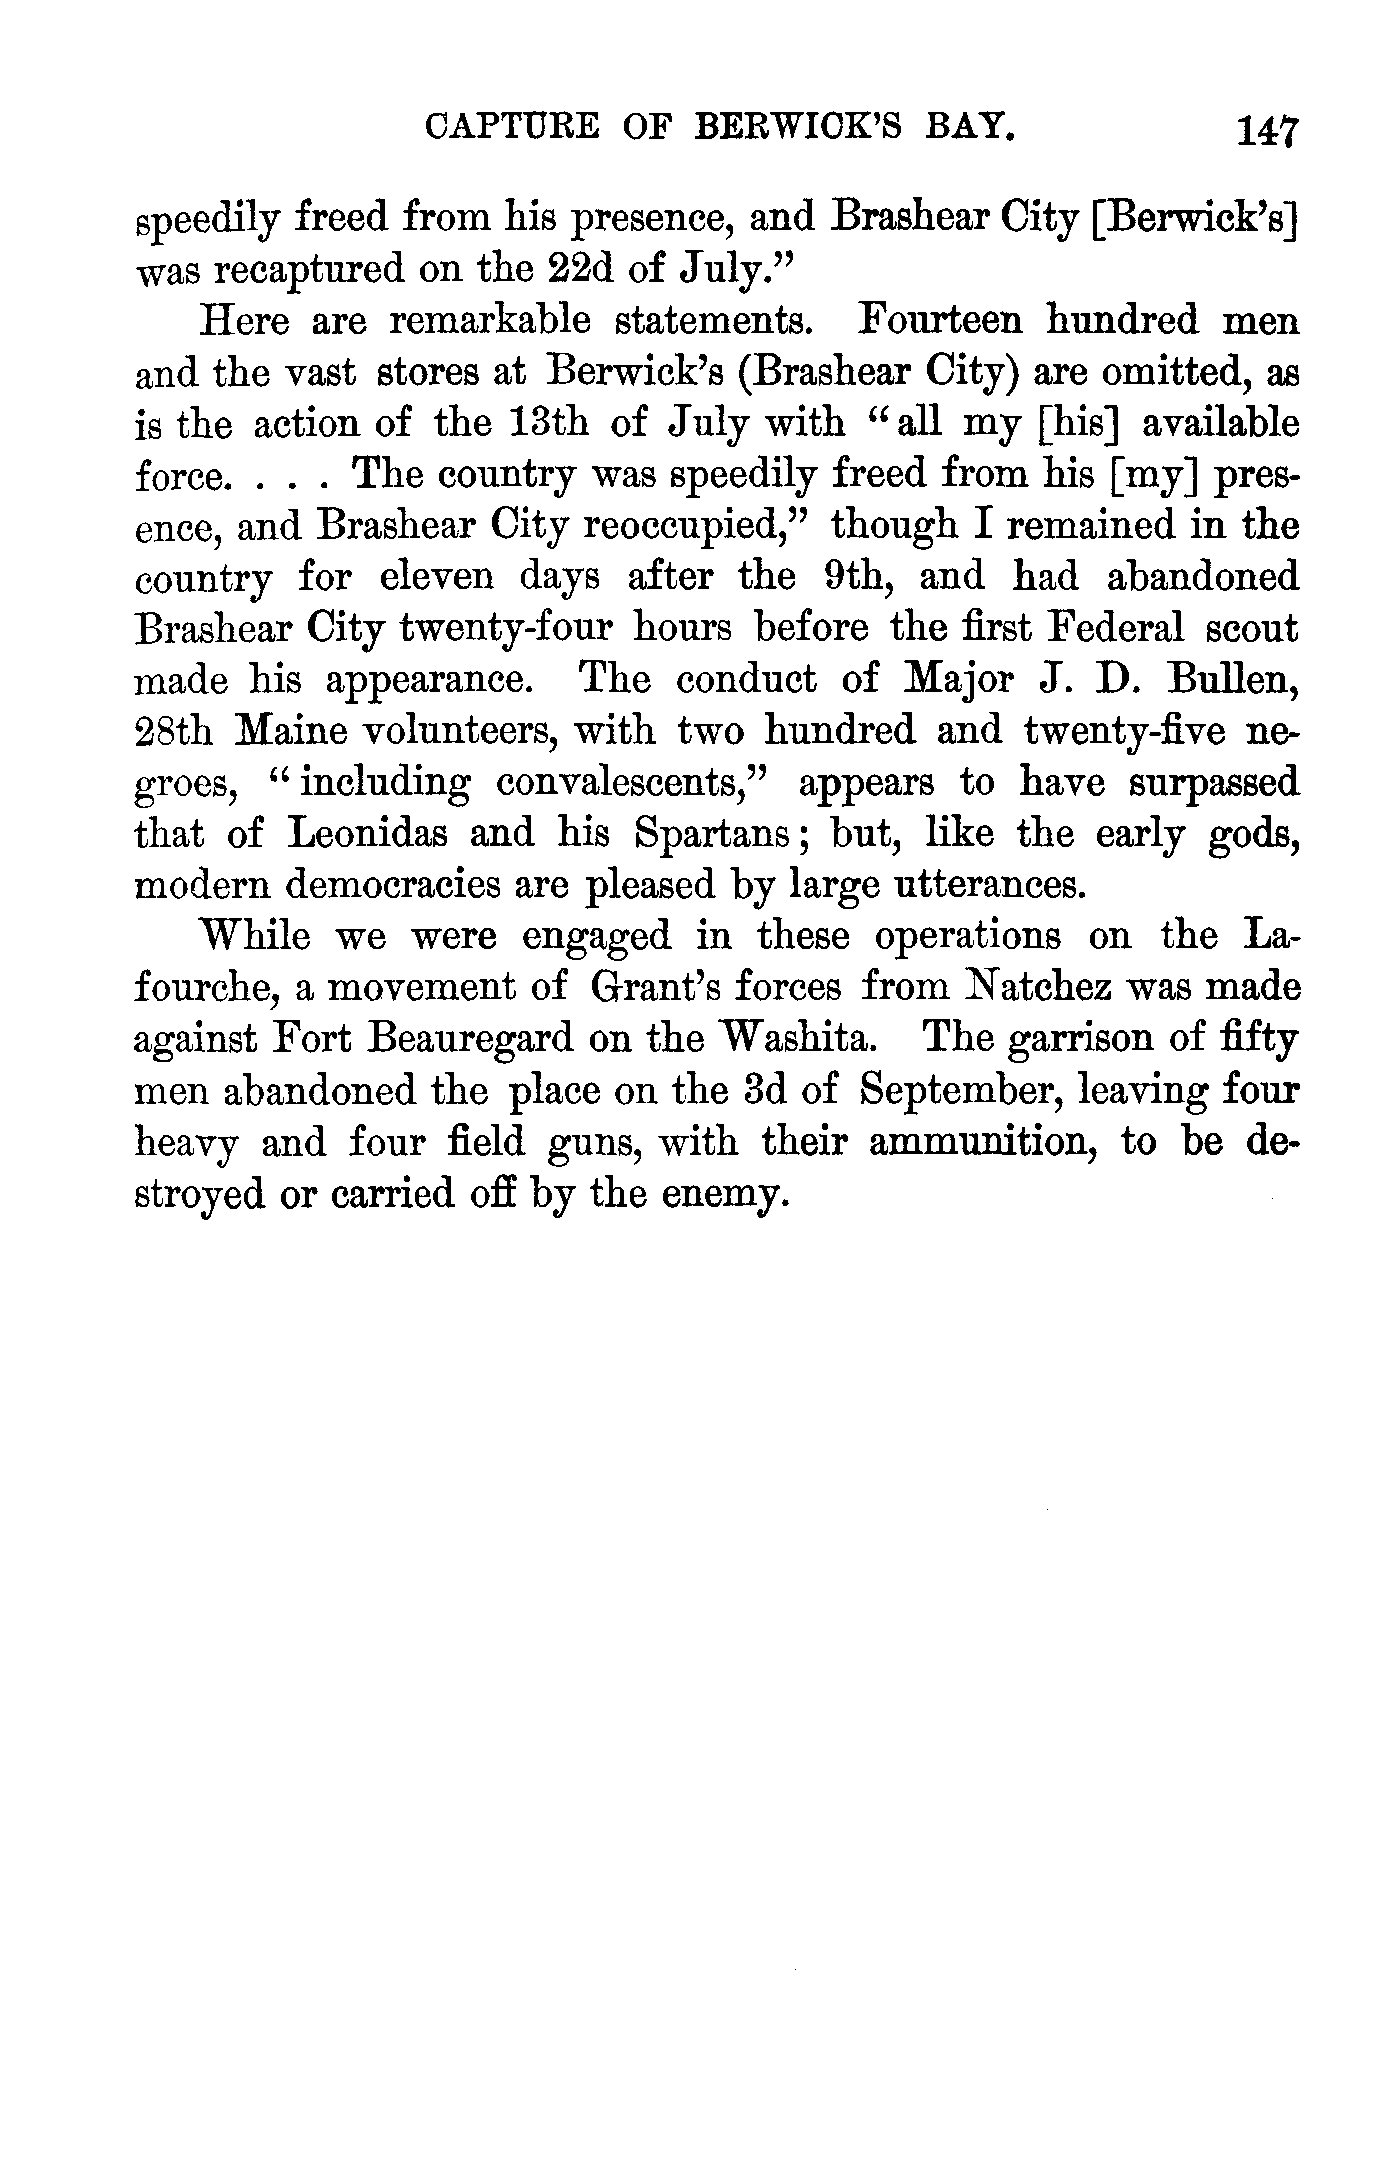 CAPTURE OF BERWICK'S BAY. 147
speedily freed from his presence, and Brashear City [Berwick's]
was recaptured on the 22d of July."
Here are remarkable statements. Fourteen hundred men
and the vast stores at Berwick's (Brashear City) are omitted, as
is the action of the 13th of July with "all my [his] available
force. . . . The country was speedily freed from his [my] pres-
ence, and Brashear City reoccupied," though I remained in the
country for eleven days after the 9th, and had abandoned
Brashear City twenty-four hours before the first Federal scout
made his appearance. The conduct of Major J. D. Bullen,
28th Maine volunteers, with two hundred and twenty-five ne-
groes, "including convalescents," appears to have surpassed
that of Leonidas and his Spartans; but, like the early gods,
modern democracies are pleased by large utterances.
While we were engaged in these operations on the La-
fourche, a movement of Grant's forces from Natchez was made
against Fort Beauregard on the Washita. The garrison of fifty
men abandoned the place on the 3d of September, leaving four
heavy and four field guns, with their ammunition, to be de-
stroyed or carried off by the enemy.